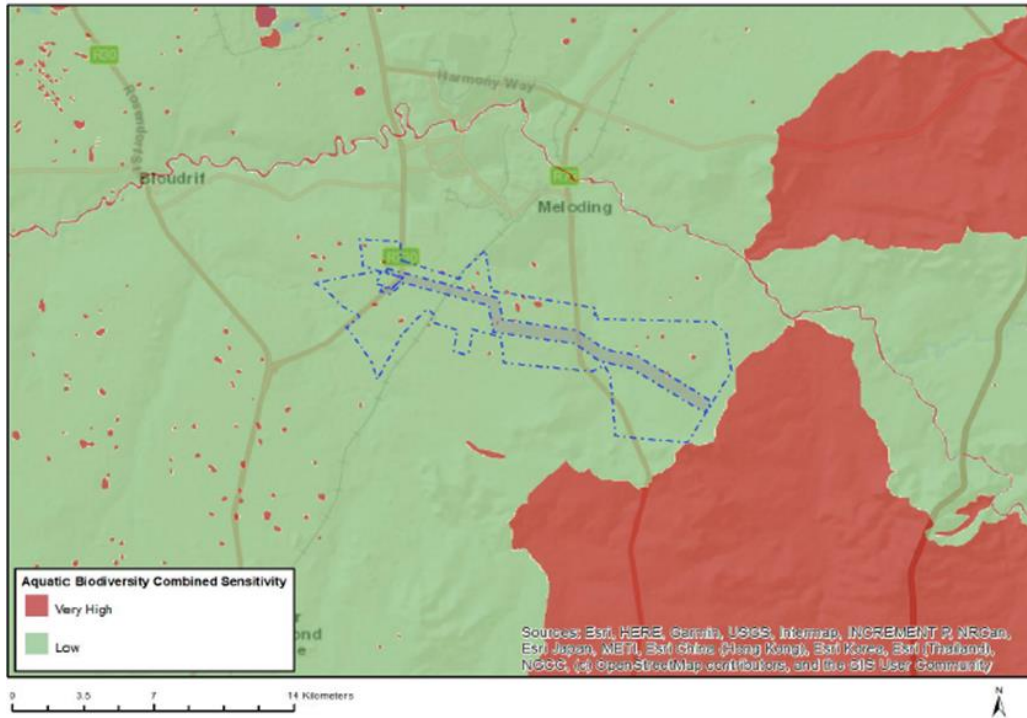 R30
Harmony Way
Bloudrif
Meloding
Aquatic Biodiversity Combined Sensitivity
Very High
Low
Sources: Esri, HERE, Garmin, USGS, Intermap, INCREMENT P, NRCan,
Esri Japan, METI, Esri China (Hong Kong), Esri Korea, Esri (Thailand),
NGCC, (c) OpenStreetMap contributors, and the GIS User Community
0 3.5 7 14 Kilometers
N